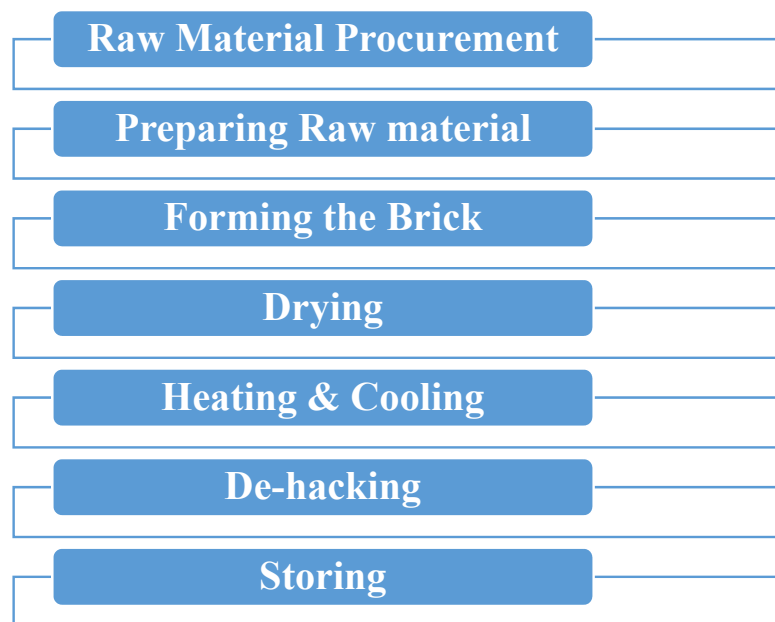 Raw Material Procurement
Preparing Raw material
Forming the Brick
Drying
Heating & Cooling
De-hacking
Storing